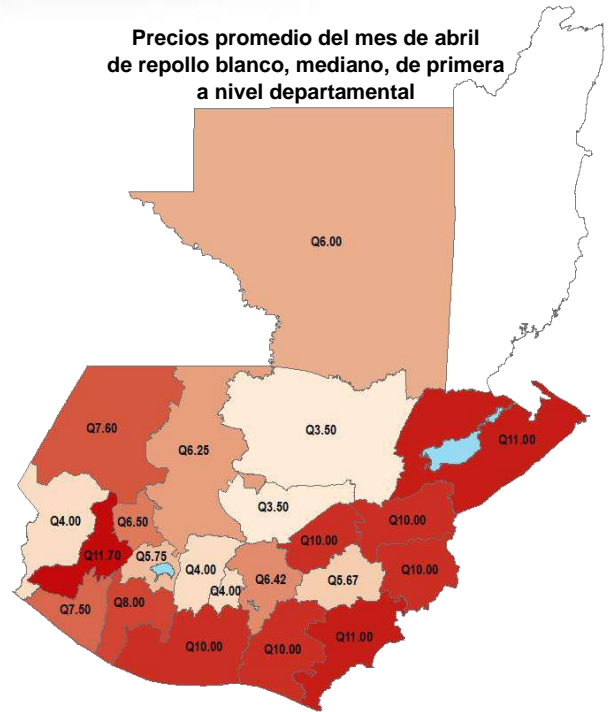 Precios promedio del mes de abril
de repollo blanco, mediano, de primera
a nivel departamental
Q6.00
Q7.60
Q6.25
Q3.50
Q11.00
Q4.00
Q6.50
Q3.50
Q10.00
Q11.70
Q5.75
Q10.00
Q4.00
Q6.42
Q5.67
Q10.00
Q4.00
Q7.50
Q8.00
Q10.00
Q10.00
Q11.00